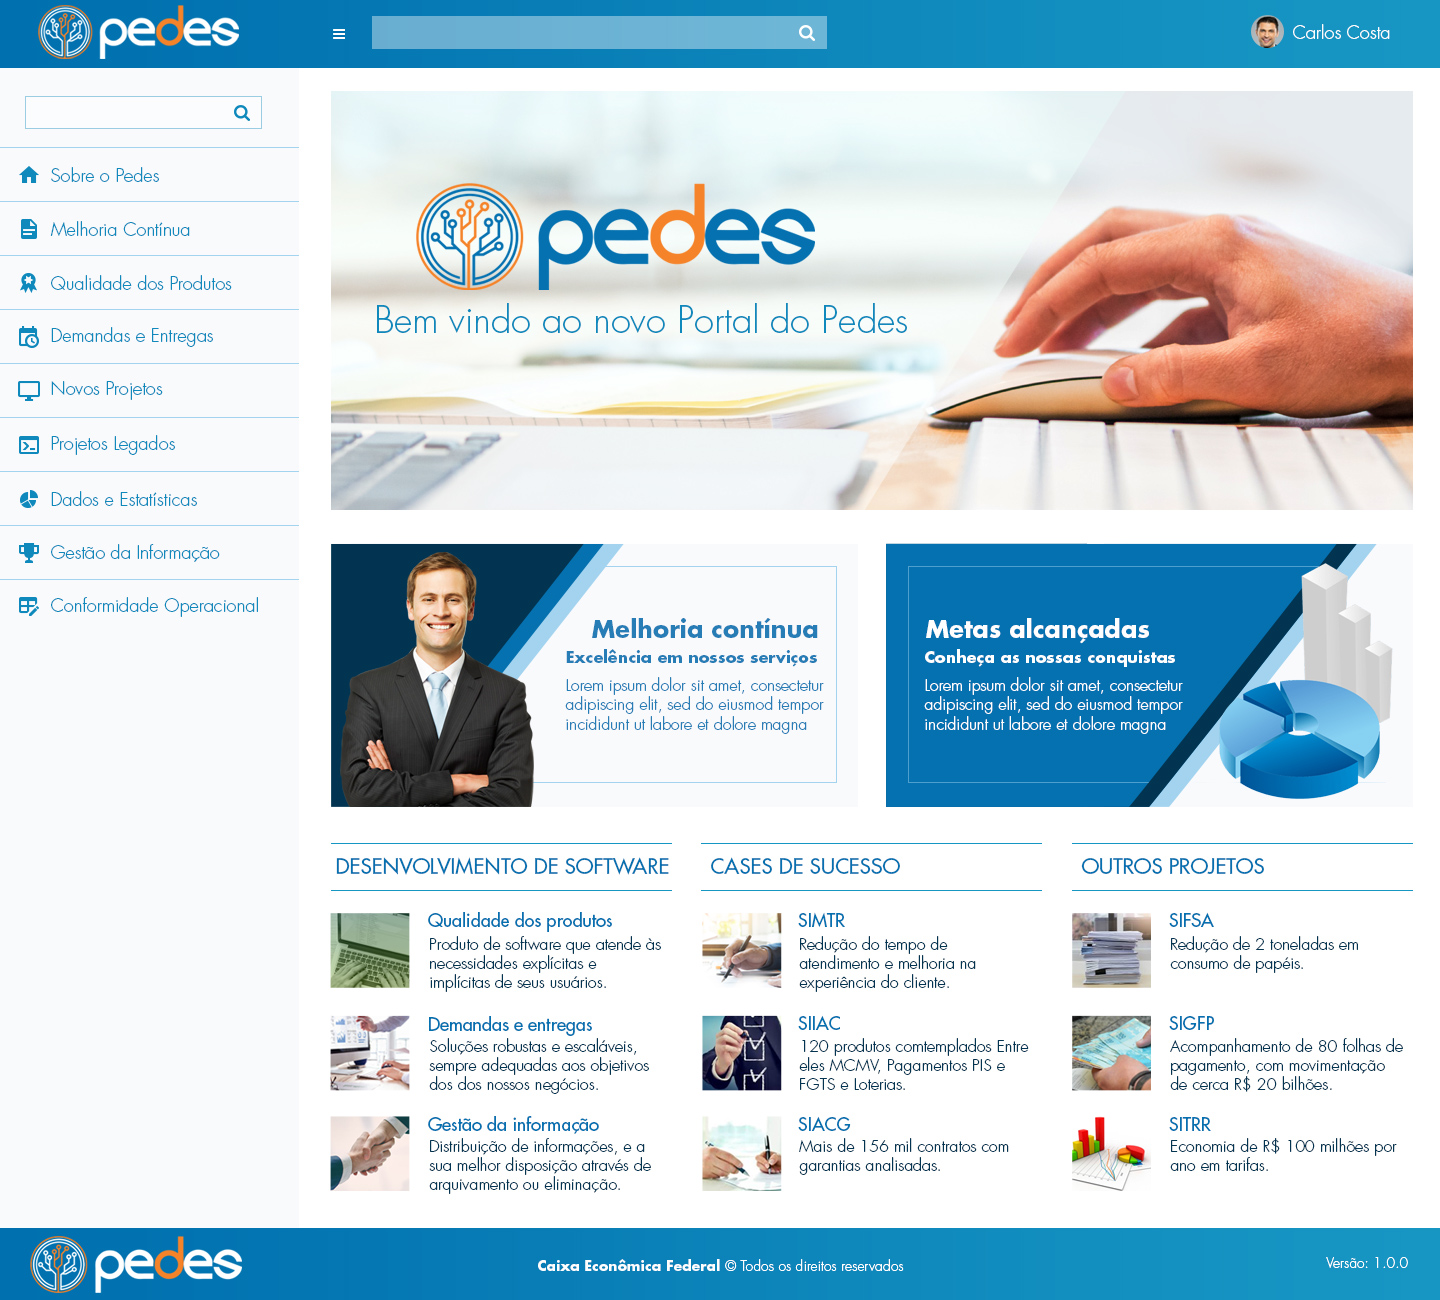 pedes
Carlos Costa
Sobre o Pedes
Melhoria Contínua
Qualidade dos Produtos
Demandas e Entregas
Novos Projetos
Projetos Legados
Dados e Estatísticas
Gestão da Informação
Conformidade Operacional
pedes
Bem vindo ao novo Portal do Pedes
Melhoria contínua
Excelência em nossos serviços
Lorem ipsum dolor sit amet, consectetur
adipiscing elit, sed do eiusmod tempor
incididunt ut labore et dolore magna
Metas alcançadas
Conheça as nossas conquistas
Lorem ipsum dolor sit amet, consectetur
adipiscing elit, sed do eiusmod tempor
incididunt ut labore et dolore magna
DESENVOLVIMENTO DE SOFTWARE
Qualidade dos produtos
Produto de software que atende às
necessidades explícitas e
implícitas de seus usuários.
Demandas e entregas
Soluções robustas e escaláveis,
sempre adequadas aos objetivos
dos dos nossos negócios.
Gestão da informação
Distribuição de informações, e a
sua melhor disposição através de
arquivamento ou eliminação.
CASES DE SUCESSO
SIMTR
Redução do tempo de
atendimento e melhoria na
experiência do cliente.
SIIAC
120 produtos comtemplados Entre
eles MCMV, Pagamentos PIS e
FGTS e Loterias.
SIACG
Mais de 156 mil contratos com
garantias analisadas.
OUTROS PROJETOS
SIFSA
Redução de 2 toneladas em
consumo de papéis.
SIGFP
Acompanhamento de 80 folhas de
pagamento, com movimentação
de cerca R$ 20 bilhões.
SITRR
Economia de R$ 100 milhões por
ano em tarifas.
pedes
Caixa Econômica Federal © Todos os direitos reservados
Versão: 1.0.0